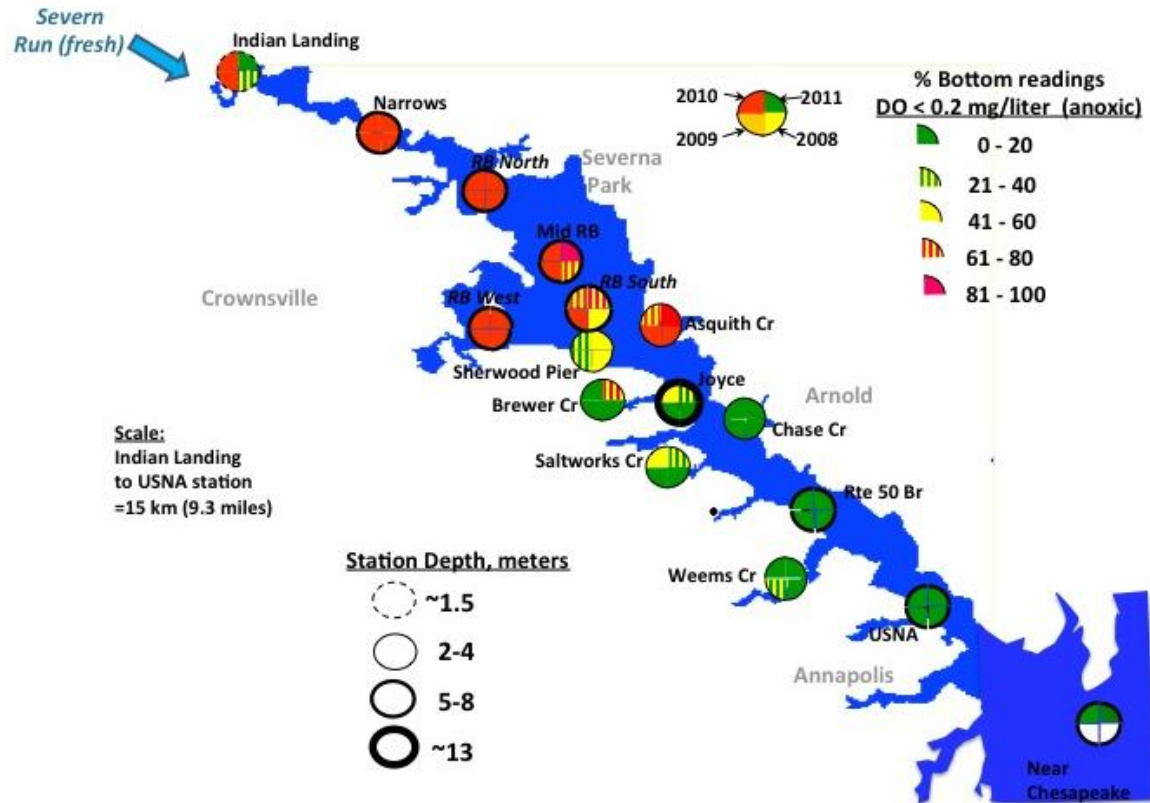 Severn
Run (fresh)
Indian Landing
Narrows
RB North
Severna
Park
Mid RB
RB South
RB West
Crownsville
Asquith Cr
Sherwood Pier
Brewer Cr
Joyce
Arnold
Chase Cr
Saltworks Cr
Rte 50 Br
Weems Cr
USNA
Annapolis
Near
Chesapeake
2010
2011
2009
2008
% Bottom readings
DO < 0.2 mg/liter (anoxic)
0 - 20
21 - 40
41 - 60
61 - 80
81 - 100
Scale:
Indian Landing
to USNA station
=15 km (9.3 miles)
Station Depth, meters
~1.5
2-4
5-8
~13